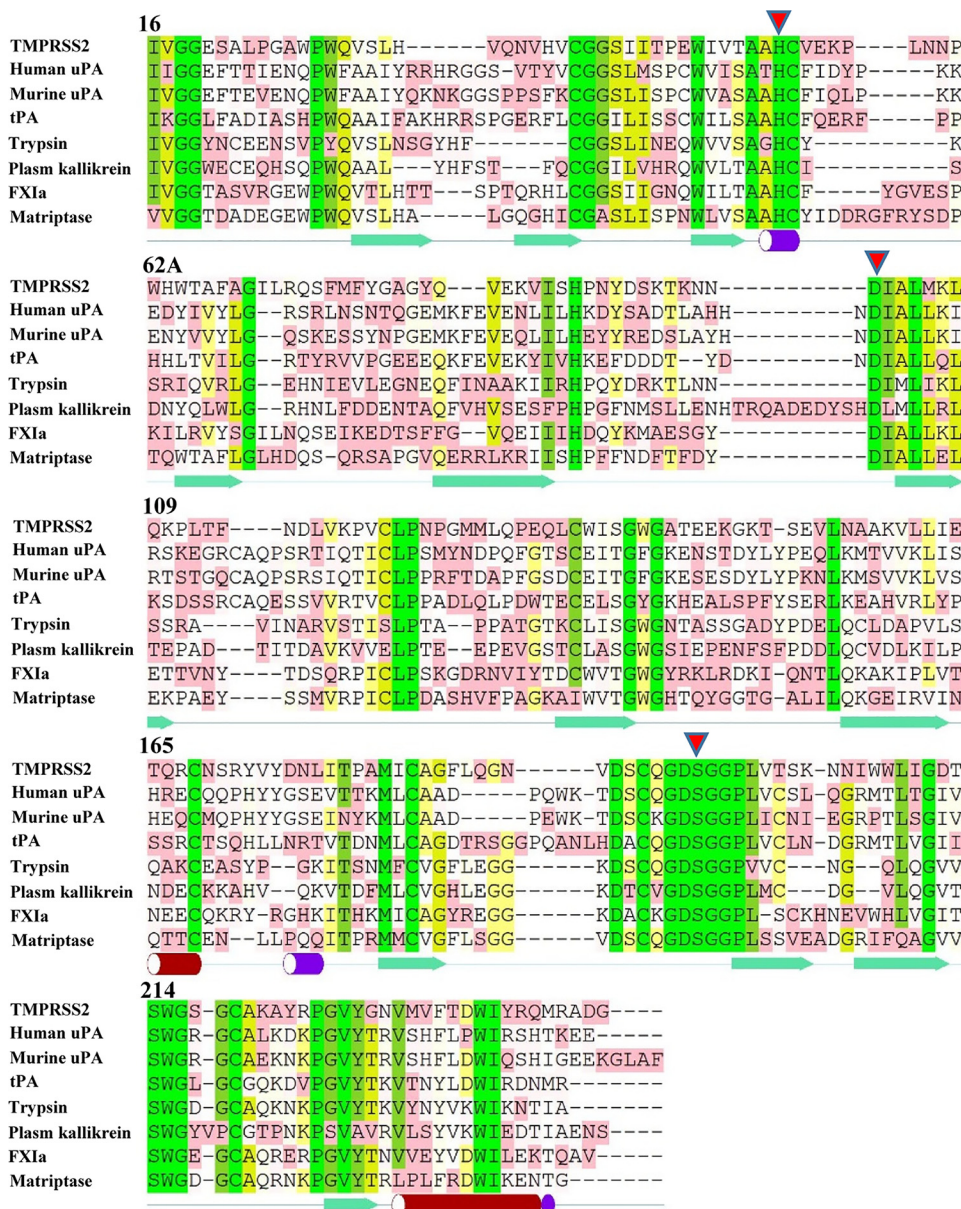 16
TMPRSS2 IVGGESALPGAWPWQVSLH------VQNVHVCGGSIITPEWIVTAAHCVEKP----LNNP
Human uPA IIGGEFTTIENQPWFAAIYRRHRGGS-VTYVCGGSLMSPCWVISATHCFIDYP-----KK
Murine uPA IVGGEFTEVENQPWFAAIYQKNKGGSPPSFKCGGSLISPCWVASAAHCFIQLP-----KK
tPA IKGGLFADIASHPWQAAIFAKHRRSPGERFLCGGILISSCWILSAAHCFQERF----PP
Trypsin IVGGYNCEENSVPYQVSLNSGYHF-------CGGSLINEQWVVSAGHCY---------K
Plasm kallikrein IVGGWECEQHSQPWQAAL---YHFST--FQCGGILVHRQWVLTAAHCI---------S
FXIa IVGGTASVRGEWPWQVTLHTT---SPTQRHLCGGSIIGNQWILTAAHCF----YGVESP
Matriptase VVGGTDADEGEWPWQVSLHA----LGQGHICGASLISPNWLVSAAHCYIDDRGFRYSDP
62A
TMPRSS2 WHWTAFAGILRQSFMFYGAGYQ---VEKVISHPNYDSKTKNN-----------DIALMKL
Human uPA EDYIVYLG--RSRLNSNTQGEMKFEVENLILHKDYSADTLAHH----------NDIALLKI
Murine uPA ENYVVYLG--QSKESSYNPGEMKFEVEQLILHEYYREDSLAYH----------NDIALLKI
tPA HHLTVILG--RTYRVVPGEEEQKFEVEKYIVHKEFDDDT--YD----------NDIALLQL
Trypsin SRIQVRLG--EHNIEVLEGNEQFINAAKIIRHPQYDRKTLNN-----------DIMLIKL
Plasm kallikrein DNYQLWLG--RHNLFDDENTAQFVHVSESFPHPGFNMSLLENHTRQADEDYSHDLMLLRL
FXIa KILRVYSGILNQSEIKEDTSFFG---VQEIIIHDQYKMAESGY-----------DIALLKL
Matriptase TQWTAFLGLHDQS-QRSAPGVQERRLKRIISHPFFNDFTFDY-----------DIALLEL
109
TMPRSS2 QKPLTF----NDLVKPVCLPNPGMMLQPEQLCWISGWGATEEKGKT-SEVLNAAKVLLIE
Human uPA RSKEGRCAQPSRTIQTICLPSMYNDPQFGTSCEITGFGKENSTDYLYPEQLKMTVVKLIS
Murine uPA RTSTGQCAQPSRSIQTICLPPRFTDAPFGSDCEITGFGKESESDYLYPKNLKMSVVKLVS
tPA KSDSSRCAQESSVVRTVCLPPADLQLPDWTECELSGYGKHEALSPFYSERLKEAHVRLYP
Trypsin SSRA----VINARVSTISLPTA--PPATGTKCLISGWGNTASSGADYPDELQCLDAPVLS
Plasm kallikrein TEPAD---TITDAVKVVELPTE--EPEVGSTCLASGWGSIEPENFSFPDDLQCVDLKILP
FXIa ETTVNY----TDSQRPICLPSKGDRNVIYTDCWVTGWGYRKLRDKI-QNTLQKAKIPLVT
Matriptase EKPAEY----SSMVRPICLPDASHVFPAGKAIWVTGWGHTQYGGTG-ALILQKGEIRVIN
165
TMPRSS2 TQRCNSRYVYDNLITPAMICAGFLQGN------VDSCQGDSGGPLVTSK-NNIWWLIGDT
Human uPA HRECQQPHYYGSEVTTKMLCAAD----PQWK-TDSCQGDSGGPLVCSL-QGRMTLTGIV
Murine uPA HEQCMQPHYYGSEINYKMLCAAD----PEWK-TDSCKGDSGGPLICNI-EGRPTLSGIV
tPA SSRCTSQHLLNRTVTDNMLCAGDTRSGGPQANLHDACQGDSGGPLVCLND-GRMTLVGII
Trypsin QAKCEASYP--GKITSNMFCVGFLEGG------KDSCQGDSGGPVVC---NG--QLQGVV
Plasm kallikrein NDECKKAHV--QKVTDFMLCVGHLEGG------KDTCVGDSGGPLMC---DG--VLQGVT
FXIa NEECQKRY-RGHKITHKMICAGYREGG------KDACKGDSGGPL-SCKHNEVWHLVGIT
Matriptase QTTCEN--LLPQQITPRMMCVGFLSGG------VDSCQGDSGGPLSSVEADGRIFQAGVV
214
TMPRSS2 SWGS-GCAKAYRPGVYGNVMVFTDWIYRQMRADG----
Human uPA SWGR-GCALKDKPGVYTRVSHFLPWIRSHTKEE-----
Murine uPA SWGR-GCAEKNKPGVYTRVSHFLDWIQSHIGEEKGLAF
tPA SWGL-GCGQKDVPGVYTKVTNYLDWIRDNMR-------
Trypsin SWGD-GCAQKNKPGVYTKVYNYVKWIKNTIA-------
Plasm kallikrein SWGYVPCGTPNKPSVAVRVLSYVKWIEDTIAENS----
FXIa SWGE-GCAQRERPGVYTNVVEYVDWILEKTQAV-----
Matriptase SWGD-GCAQRNKPGVYTRLPLFRDWIKENTG-------